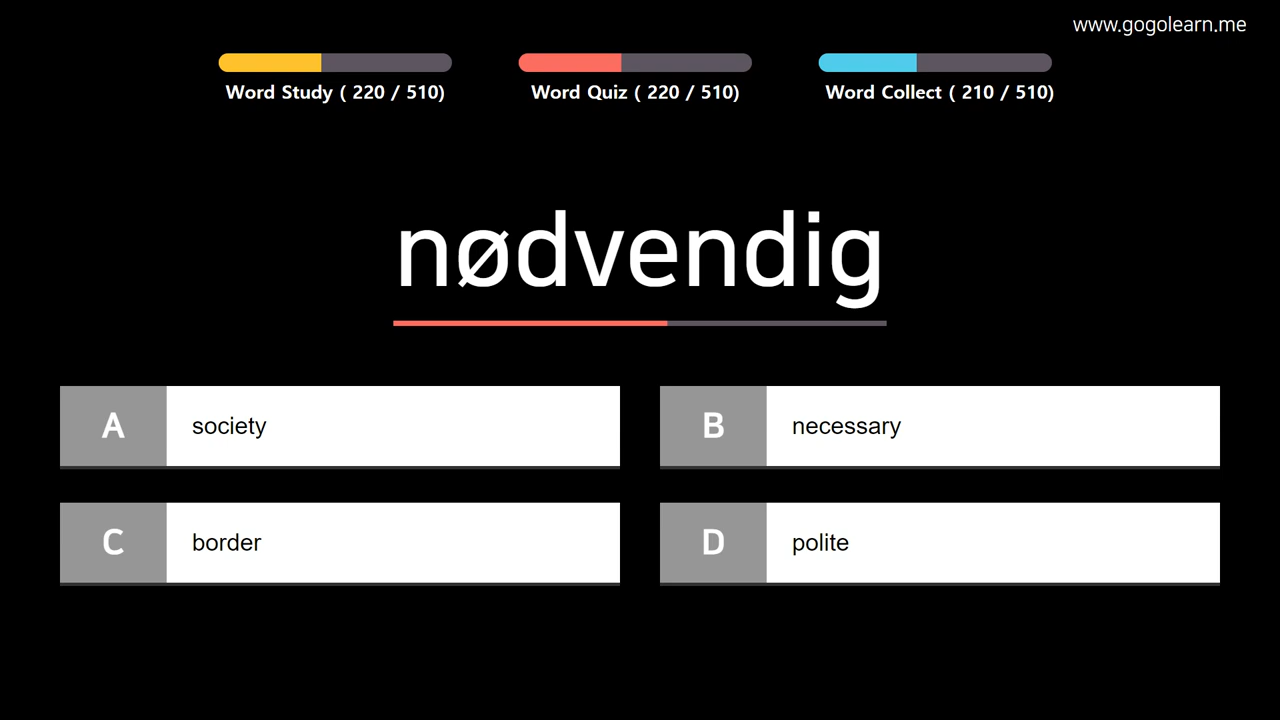 www.gogolearn.me
Word Study ( 220 / 510)
Word Quiz ( 220 / 510)
Word Collect ( 210 / 510)
nødvendig
A society
B necessary
C border
D polite